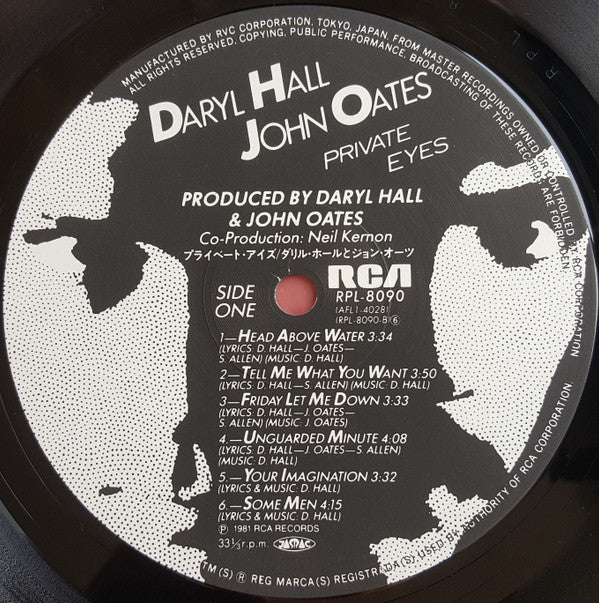 MANUFACTURED BY RVC CORPORATION, TOKYO, JAPAN, FROM MASTER RECORDINGS OWNED OR CONTROLLED BY RCA CORPORATION
ALL RIGHTS RESERVED, COPYING, PUBLIC PERFORMANCE, BROADCASTING OF THESE RECORDS ARE FORBIDDEN
DARYL HALL
JOHN OATES
PRIVATE
EYES
PRODUCED BY DARYL HALL
& JOHN OATES
Co-Production: Neil Kernon
プライベート・アイズ/ダリル・ホールとジョン・オーツ
SIDE
ONE
RCA
RPL-8090
(AFL1-4028)
(RPL-8090-B)⑥
1—HEAD ABOVE WATER 3:34
(LYRICS: D. HALL—J. OATES—
S. ALLEN) (MUSIC: D. HALL)
2—TELL ME WHAT YOU WANT 3:50
(LYRICS: D. HALL—S. ALLEN) (MUSIC: D. HALL)
3—FRIDAY LET ME DOWN 3:33
(LYRICS: D. HALL—J. OATES—
S. ALLEN) (MUSIC: J. OATES)
4.—UNGUARDED MINUTE 4:08
(LYRICS: D. HALL—J. OATES—S. ALLEN)
(MUSIC: D. HALL)
5.—YOUR IMAGINATION 3:32
(LYRICS & MUSIC: D. HALL)
6.—SOME MEN 4:15
(LYRICS & MUSIC: D. HALL)
Ⓟ 1981 RCA RECORDS
33⅓ r.p.m. JASRAC
TM(S) ® REG MARCA(S) REGISTRADA(S) USED BY AUTHORITY OF RCA CORPORATION.
RPL